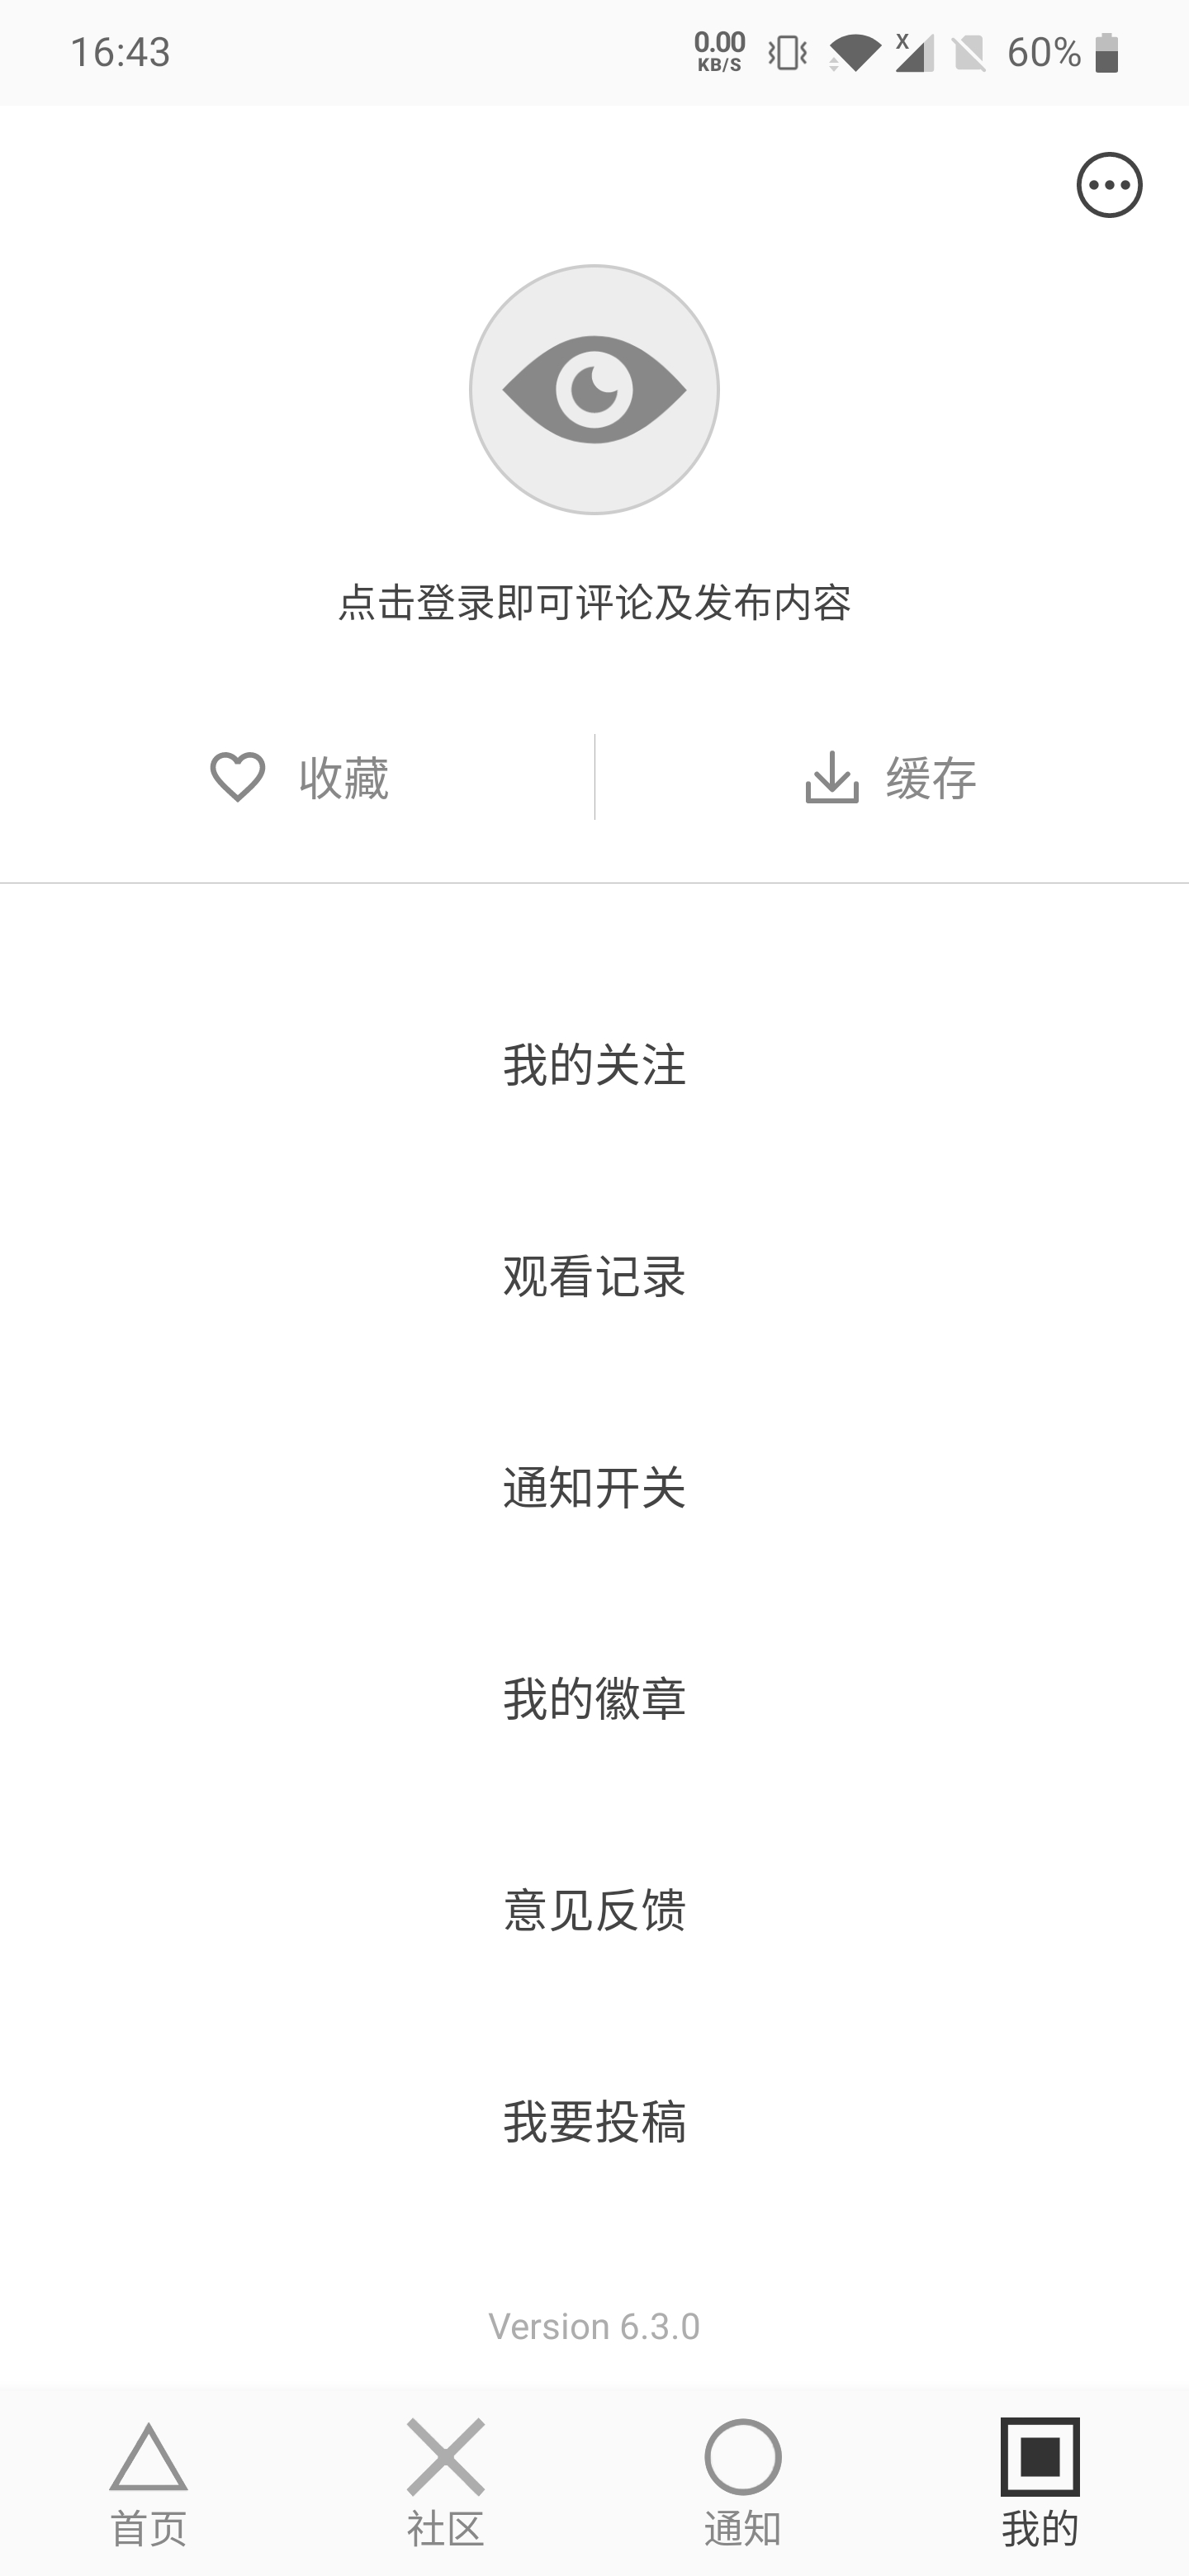 16:43
0.00
KB/S
X
60%
点击登录即可评论及发布内容
收藏
缓存
我的关注
观看记录
通知开关
我的徽章
意见反馈
我要投稿
Version 6.3.0
首页
社区
通知
我的